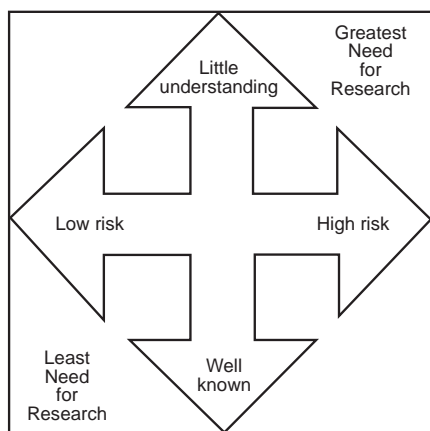 Greatest
Need
for
Research
Little
understanding
Low risk
High risk
Well
known
Least
Need
for
Research